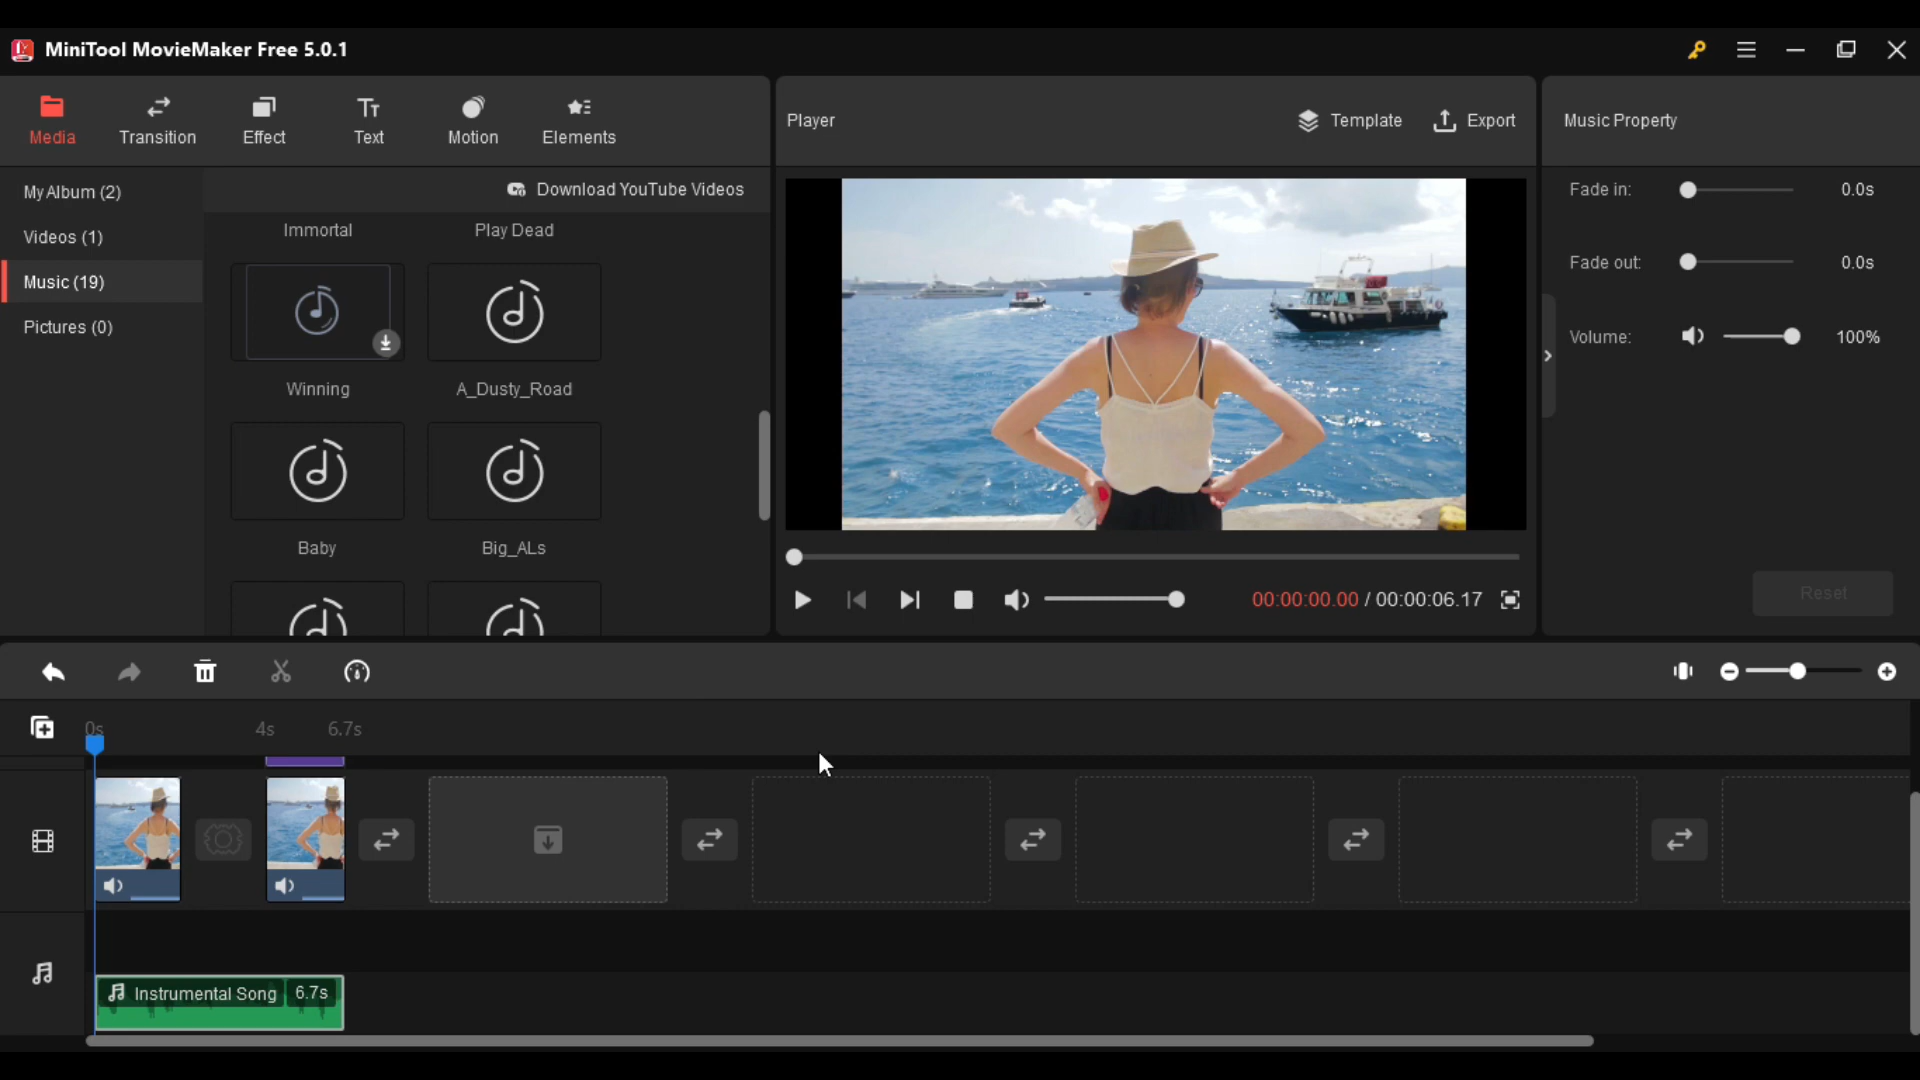 MiniTool MovieMaker Free 5.0.1
Media
Transition
Effect
Text
Motion
Elements
Player
Template
Export
Music Property
My Album (2)
Videos (1)
Music (19)
Pictures (0)
Download YouTube Videos
Immortal
Play Dead
Winning
A_Dusty_Road
Baby
Big_ALs
Fade in:
0.0s
Fade out:
0.0s
Volume:
100%
Reset
00:00:00.00 / 00:00:06.17
0s
4s
6.7s
Instrumental Song
6.7s